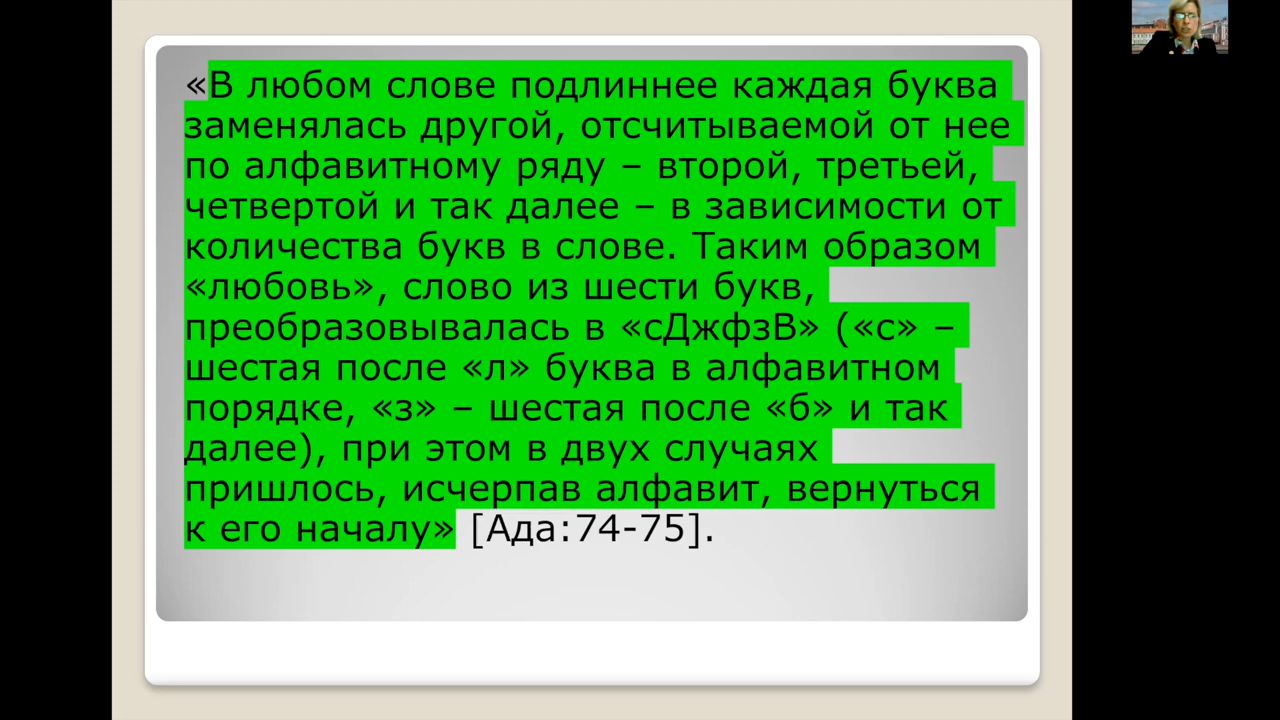 «В любом слове подлиннее каждая буква
заменялась другой, отсчитываемой от нее
по алфавитному ряду – второй, третьей,
четвертой и так далее – в зависимости от
количества букв в слове. Таким образом
«любовь», слово из шести букв,
преобразовывалась в «сДжфзВ» («с» –
шестая после «л» буква в алфавитном
порядке, «з» – шестая после «б» и так
далее), при этом в двух случаях
пришлось, исчерпав алфавит, вернуться
к его началу» [Ада:74-75].